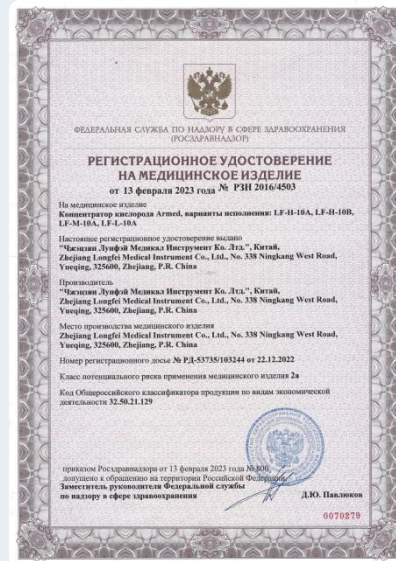 ФЕДЕРАЛЬНАЯ СЛУЖБА ПО НАДЗОРУ В СФЕРЕ ЗДРАВООХРАНЕНИЯ
(РОСЗДРАВНАДЗОР)
РЕГИСТРАЦИОННОЕ УДОСТОВЕРЕНИЕ
НА МЕДИЦИНСКОЕ ИЗДЕЛИЕ
от 13 февраля 2023 года № РЗН 2016/4503
На медицинское изделие
Концентратор кислорода Armed, варианты исполнения: LF-H-10A, LF-H-10B,
LF-M-10A, LF-L-10A
Настоящее регистрационное удостоверение выдано
"Чжэцзян Лунфэй Медикал Инструмент Ко. Лтд.", Китай,
Zhejiang Longfei Medical Instrument Co., Ltd., No. 338 Ningkang West Road,
Yueqing, 325600, Zhejiang, P.R. China
Производитель
"Чжэцзян Лунфэй Медикал Инструмент Ко. Лтд.", Китай,
Zhejiang Longfei Medical Instrument Co., Ltd., No. 338 Ningkang West Road,
Yueqing, 325600, Zhejiang, P.R. China
Место производства медицинского изделия
Zhejiang Longfei Medical Instrument Co., Ltd., No. 338 Ningkang West Road,
Yueqing, 325600, Zhejiang, P.R. China
Номер регистрационного досье № РД-53735/103244 от 22.12.2022
Класс потенциального риска применения медицинского изделия 2а
Код Общероссийского классификатора продукции по видам экономической
деятельности 32.50.21.129
приказом Росздравнадзора от 13 февраля 2023 года № 800
допущено к обращению на территории Российской Федерации.
Заместитель руководителя Федеральной службы
по надзору в сфере здравоохранения
Д.Ю. Павлюков
0070279